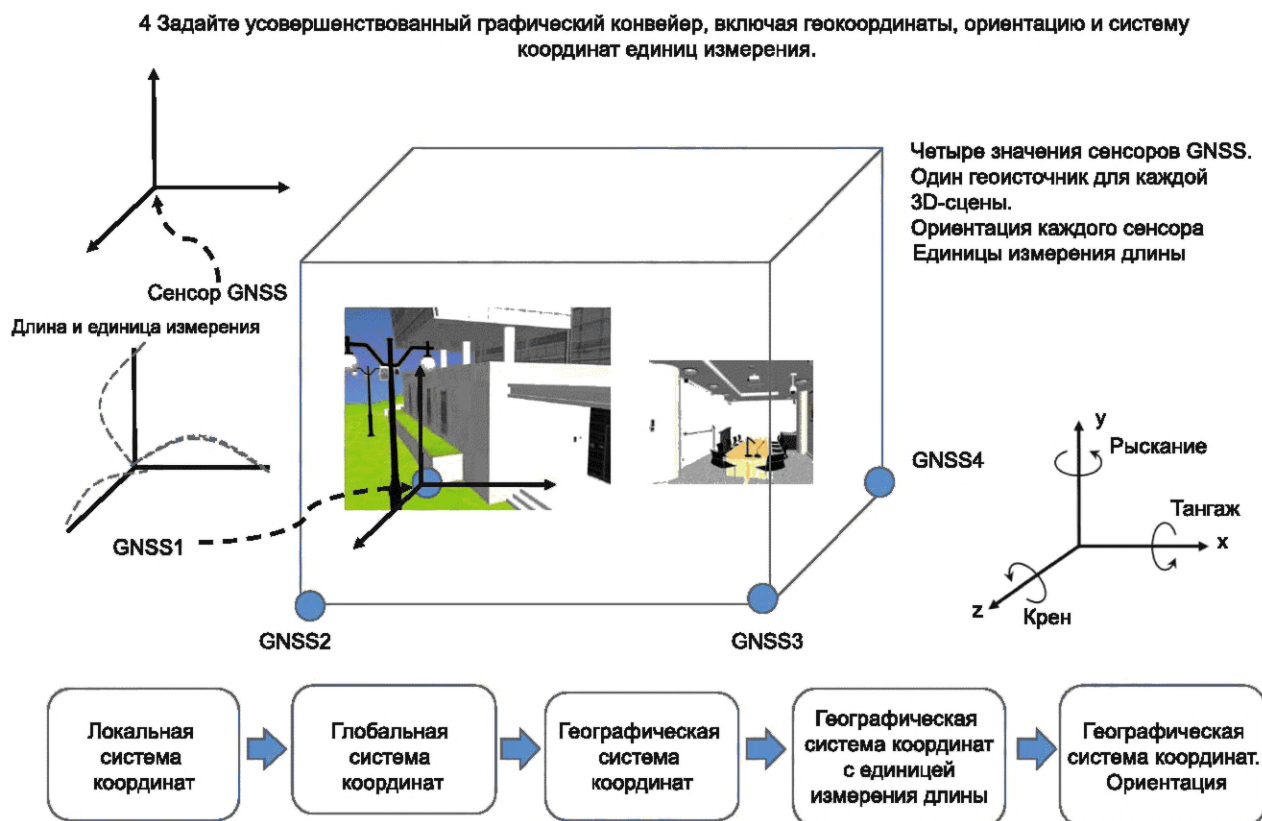 4 Задайте усовершенствованный графический конвейер, включая геокоординаты, ориентацию и систему
координат единиц измерения.
Четыре значения сенсоров GNSS.
Один геоисточник для каждой
3D-сцены.
Ориентация каждого сенсора
Единицы измерения длины
Сенсор GNSS
Длина и единица измерения
GNSS1
GNSS2
GNSS3
GNSS4
y
Рыскание
Тангаж
x
z
Крен
Локальная
система
координат
Глобальная
система
координат
Географическая
система
координат
Географическая
система координат
с единицей
измерения длины
Географическая
система координат.
Ориентация